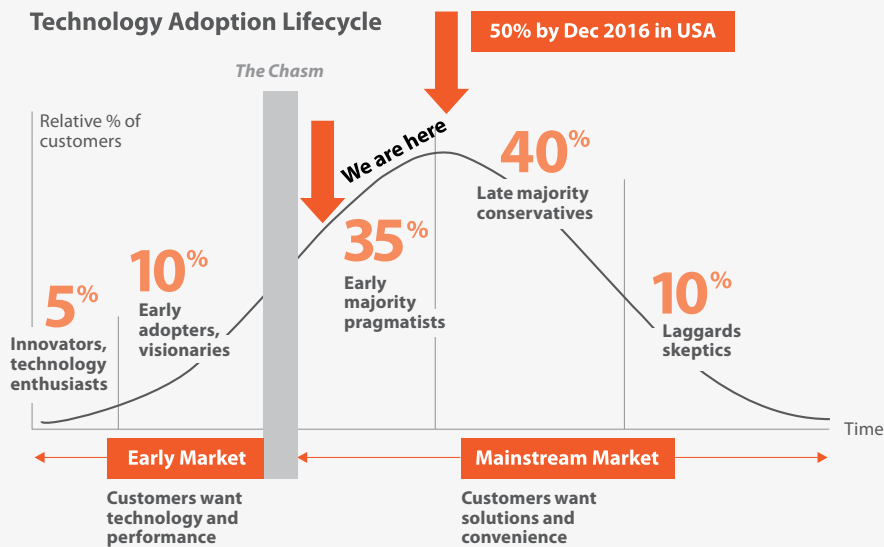 Technology Adoption Lifecycle
50% by Dec 2016 in USA
The Chasm
Relative % of
customers
We are here
5%
Innovators,
technology
enthusiasts
10%
Early
adopters,
visionaries
35%
Early
majority
pragmatists
40%
Late majority
conservatives
10%
Laggards
skeptics
Time
Early Market
Mainstream Market
Customers want
technology and
performance
Customers want
solutions and
convenience